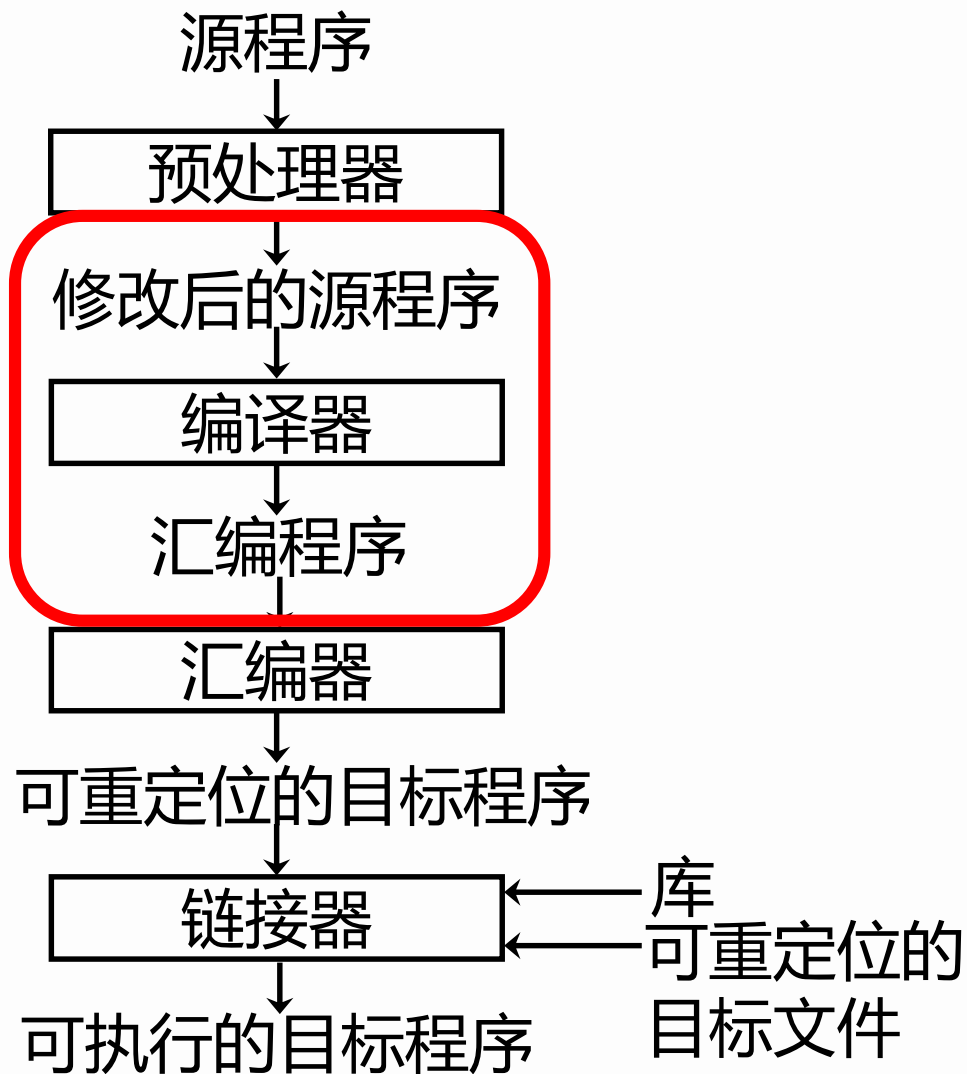 源程序
预处理器
修改后的源程序
编译器
汇编程序
汇编器
可重定位的目标程序
链接器
库
可重定位的
目标文件
可执行的目标程序